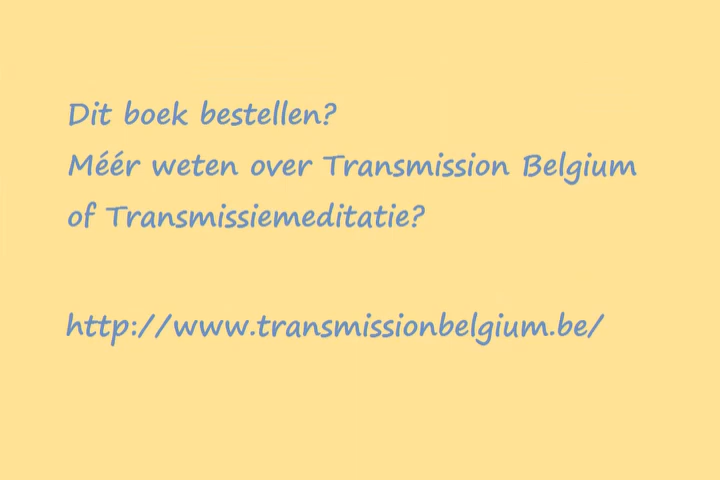 Dit boek bestellen?
Méér weten over Transmission Belgium
of Transmissiemeditatie?
http://www.transmissionbelgium.be/